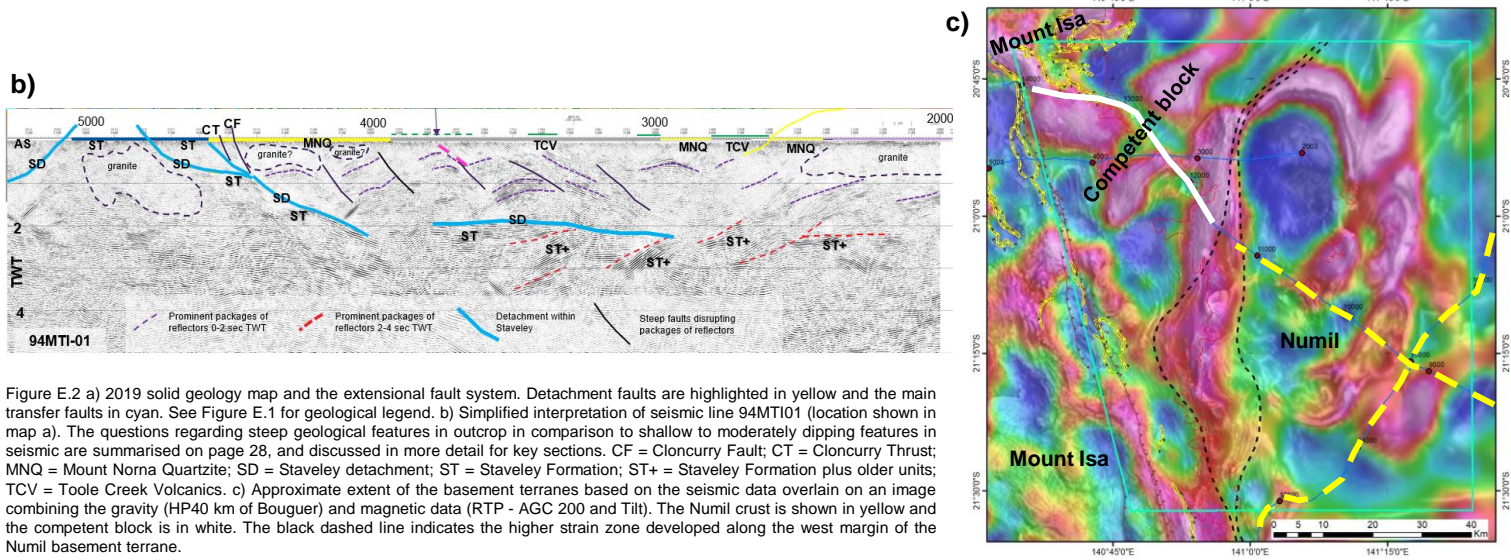 b)
5000
4000
3000
2000
CT CF
AS
ST
ST
MNQ
TCV
MNQ
TCV
MNQ
SD
granite
SD
ST
granite?
granite?
granite
SD
ST
SD
ST
ST+
ST+
ST+
ST+
2
TWT
4
Prominent packages of
reflectors 0-2 sec TWT
Prominent packages of
reflectors 2-4 sec TWT
Detachment within
Staveley
Steep faults disrupting
packages of reflectors
94MTI-01
c)
Mount Isa
Competent block
Numil
Mount Isa
20°45'0"S
21°0'0"S
21°15'0"S
21°30'0"S
20°45'0"S
21°0'0"S
21°15'0"S
21°30'0"S
13000
4000
3000
2003
12000
11000
10000
9000
0 5 10 20 30 40
Km
140°45'0"E
141°0'0"E
141°15'0"E
Figure E.2 a) 2019 solid geology map and the extensional fault system. Detachment faults are highlighted in yellow and the main
transfer faults in cyan. See Figure E.1 for geological legend. b) Simplified interpretation of seismic line 94MTI01 (location shown in
map a). The questions regarding steep geological features in outcrop in comparison to shallow to moderately dipping features in
seismic are summarised on page 28, and discussed in more detail for key sections. CF = Cloncurry Fault; CT = Cloncurry Thrust;
MNQ = Mount Norna Quartzite; SD = Staveley detachment; ST = Staveley Formation; ST+ = Staveley Formation plus older units;
TCV = Toole Creek Volcanics. c) Approximate extent of the basement terranes based on the seismic data overlain on an image
combining the gravity (HP40 km of Bouguer) and magnetic data (RTP - AGC 200 and Tilt). The Numil crust is shown in yellow and
the competent block is in white. The black dashed line indicates the higher strain zone developed along the west margin of the
Numil basement terrane.